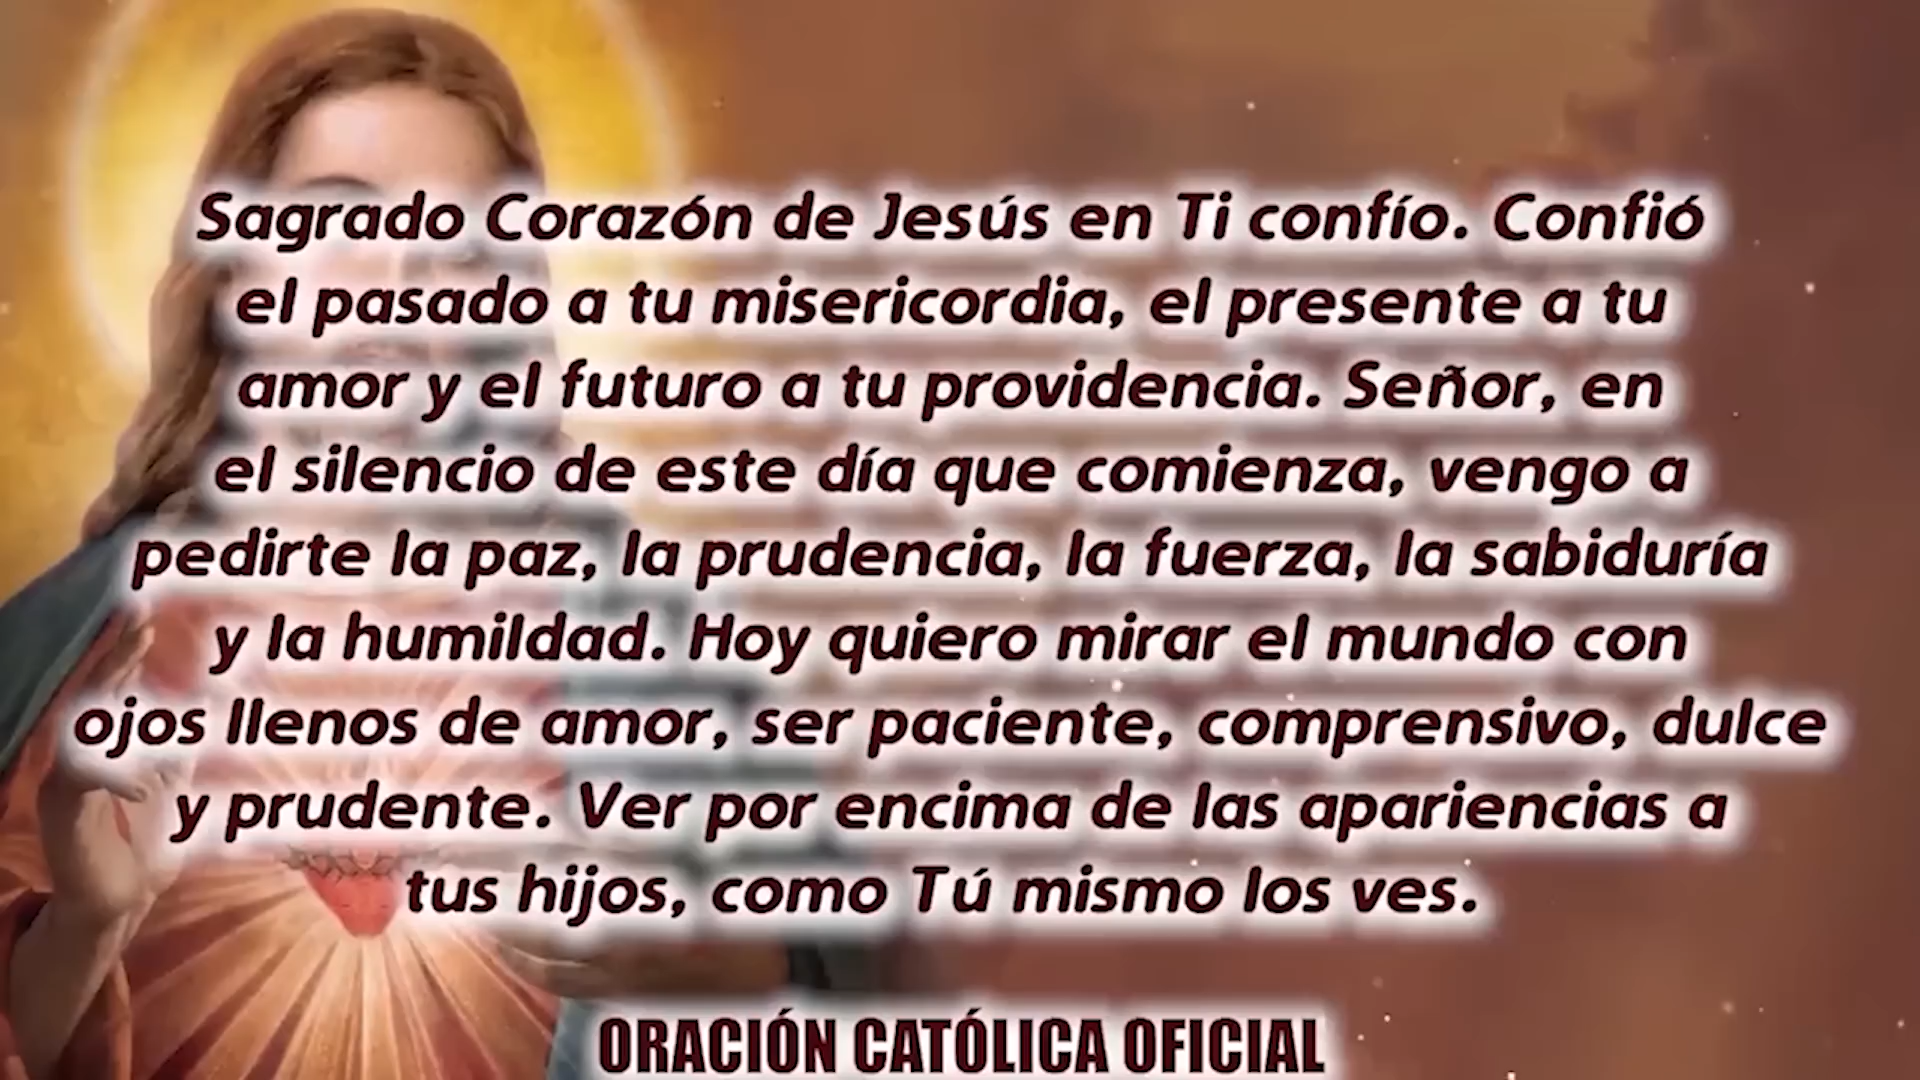 Sagrado Corazón de Jesús en Ti confío. Confió
el pasado a tu misericordia, el presente a tu
amor y el futuro a tu providencia. Señor, en
el silencio de este día que comienza, vengo a
pedirte la paz, la prudencia, la fuerza, la sabiduría
y la humildad. Hoy quiero mirar el mundo con
ojos llenos de amor, ser paciente, comprensivo, dulce
y prudente. Ver por encima de las apariencias a
tus hijos, como Tú mismo los ves.
ORACIÓN CATÓLICA OFICIAL